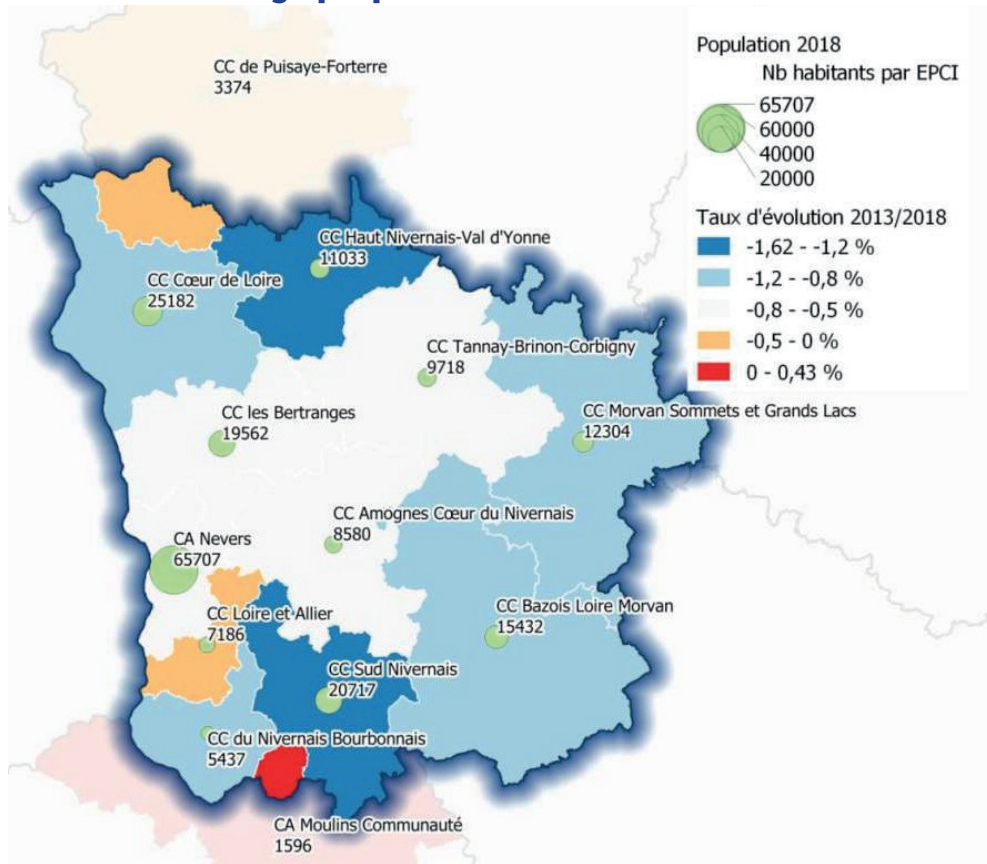 CC de Puisaye-Forterre
3374
Population 2018
Nb habitants par EPCI
65707
60000
40000
20000
Taux d'évolution 2013/2018
-1,62 - -1,2 %
-1,2 - -0,8 %
-0,8 - -0,5 %
-0,5 - 0 %
0 - 0,43 %
CC Haut Nivernais-Val d'Yonne
11033
CC Cœur de Loire
25182
CC Tannay-Brinon-Corbigny
9718
CC les Bertranges
19562
CC Morvan Sommets et Grands Lacs
12304
CC Amognes Cœur du Nivernais
8580
CA Nevers
65707
CC Loire et Allier
7186
CC Bazois Loire Morvan
15432
CC Sud Nivernais
20717
CC du Nivernais Bourbonnais
5437
CA Moulins Communauté
1596